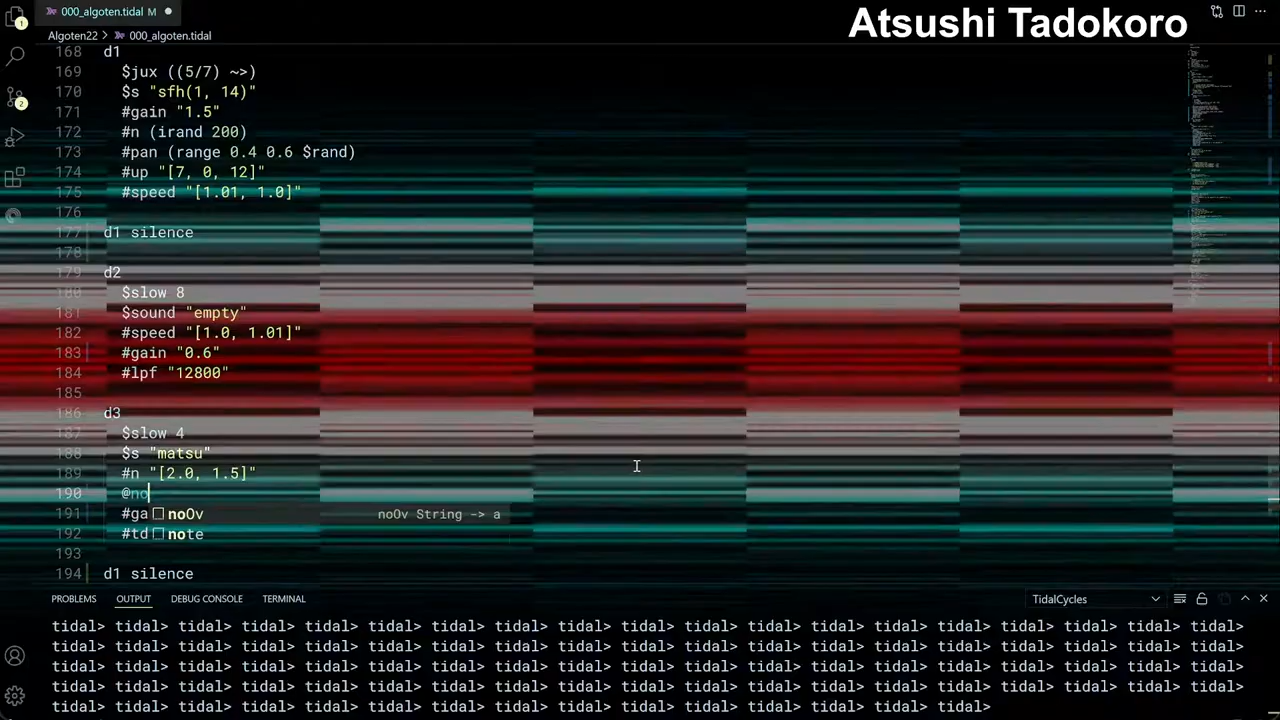 000_algoten.tidal M
Atsushi Tadokoro
Algoten22 > 000_algoten.tidal
168 d1
169 $jux ((5/7) ~>)
170 $s "sfh(1, 14)"
171 #gain "1.5"
172 #n (irand 200)
173 #pan (range 0.4 0.6 $rand)
174 #up "[7, 0, 12]"
175 #speed "[1.01, 1.0]"
176
177 d1 silence
178
179 d2
180 $slow 8
181 $sound "empty"
182 #speed "[1.0, 1.01]"
183 #gain "0.6"
184 #lpf "12800"
185
186 d3
187 $slow 4
188 $s "matsu"
189 #n "[2.0, 1.5]"
190 @no
191 #ga noOv noOv String -> a
192 #td note
193
194 d1 silence
PROBLEMS OUTPUT DEBUG CONSOLE TERMINAL TidalCycles
tidal> tidal> tidal> tidal> tidal> tidal> tidal> tidal> tidal> tidal> tidal> tidal> tidal> tidal> tidal> tidal> tidal> tidal> tidal>
tidal> tidal> tidal> tidal> tidal> tidal> tidal> tidal> tidal> tidal> tidal> tidal> tidal> tidal> tidal> tidal> tidal> tidal> tidal>
tidal> tidal> tidal> tidal> tidal> tidal> tidal> tidal> tidal> tidal> tidal> tidal> tidal> tidal> tidal> tidal> tidal> tidal> tidal>
tidal> tidal> tidal> tidal> tidal> tidal> tidal> tidal> tidal> tidal> tidal> tidal> tidal> tidal> tidal> tidal> tidal> tidal> tidal>
tidal> tidal> tidal> tidal> tidal> tidal> tidal> tidal> tidal> tidal> tidal> tidal> tidal> tidal> tidal>